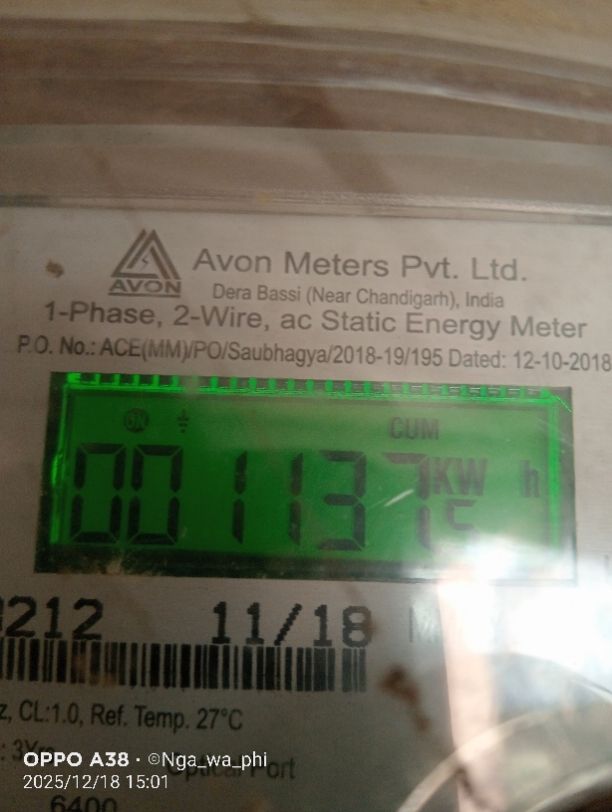 Avon Meters Pvt. Ltd.
AVON
Dera Bassi (Near Chandigarh), India
1-Phase, 2-Wire, ac Static Energy Meter
P.O. No.: ACE(MM)/PO/Saubhagya/2018-19/195 Dated: 12-10-2018
CUM
001137 KW h
212 11/18
z, CL:1.0, Ref. Temp. 27°C
Optical Port
OPPO A38 · ©Nga_wa_phi
2025/12/18 15:01
6400